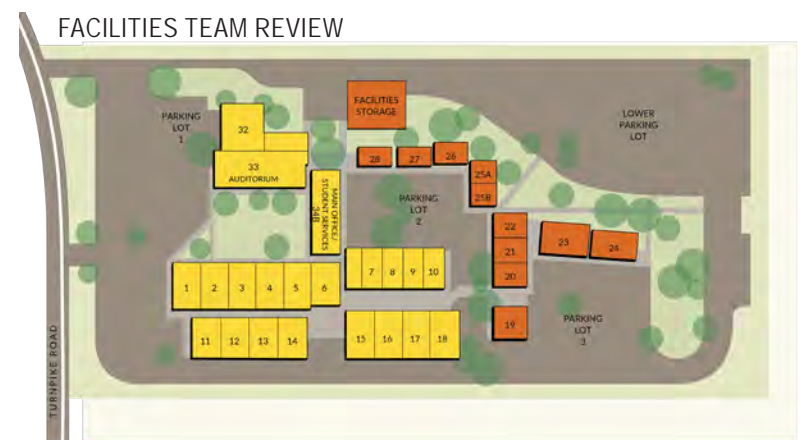 FACILITIES TEAM REVIEW
FACILITIES
STORAGE
PARKING
LOT
1
32
LOWER
PARKING
LOT
33
AUDITORIUM
28
27
26
25A
25B
MAIN OFFICE/
STUDENT SERVICES
34B
PARKING
LOT
2
22
21
20
23
24
1
2
3
4
5
6
7
8
9
10
19
PARKING
LOT
3
11
12
13
14
15
16
17
18
TURNPIKE ROAD